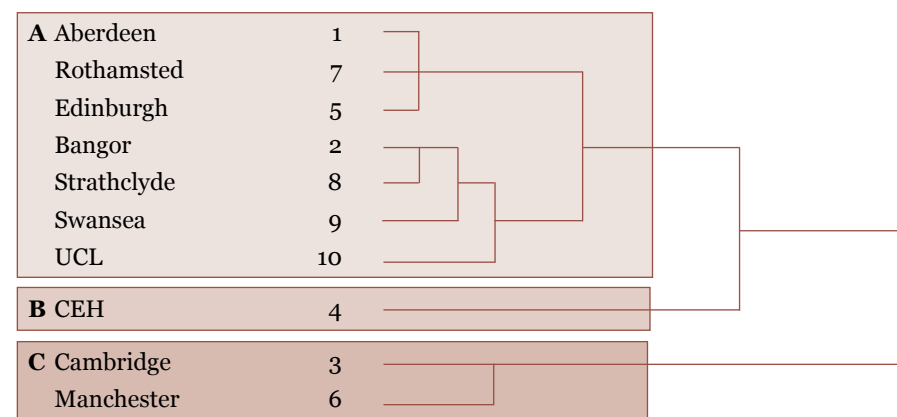 A Aberdeen 1
Rothamsted 7
Edinburgh 5
Bangor 2
Strathclyde 8
Swansea 9
UCL 10
B CEH 4
C Cambridge 3
Manchester 6